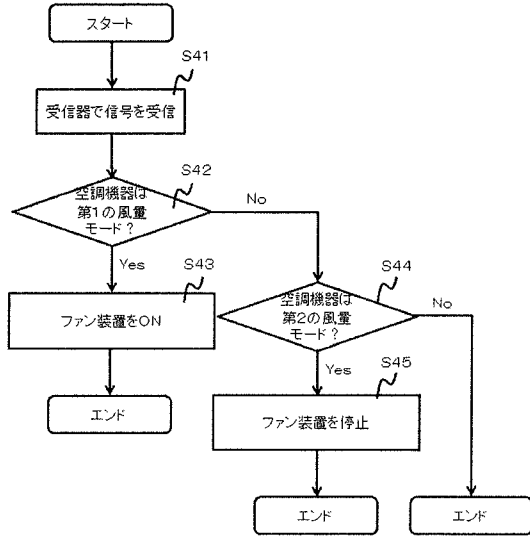 スタート
S41
受信器で信号を受信
S42
空調機器は
第1の風量
モード？
No
Yes
S43
ファン装置をON
エンド
S44
空調機器は
第2の風量
モード？
No
Yes
S45
ファン装置を停止
エンド
エンド